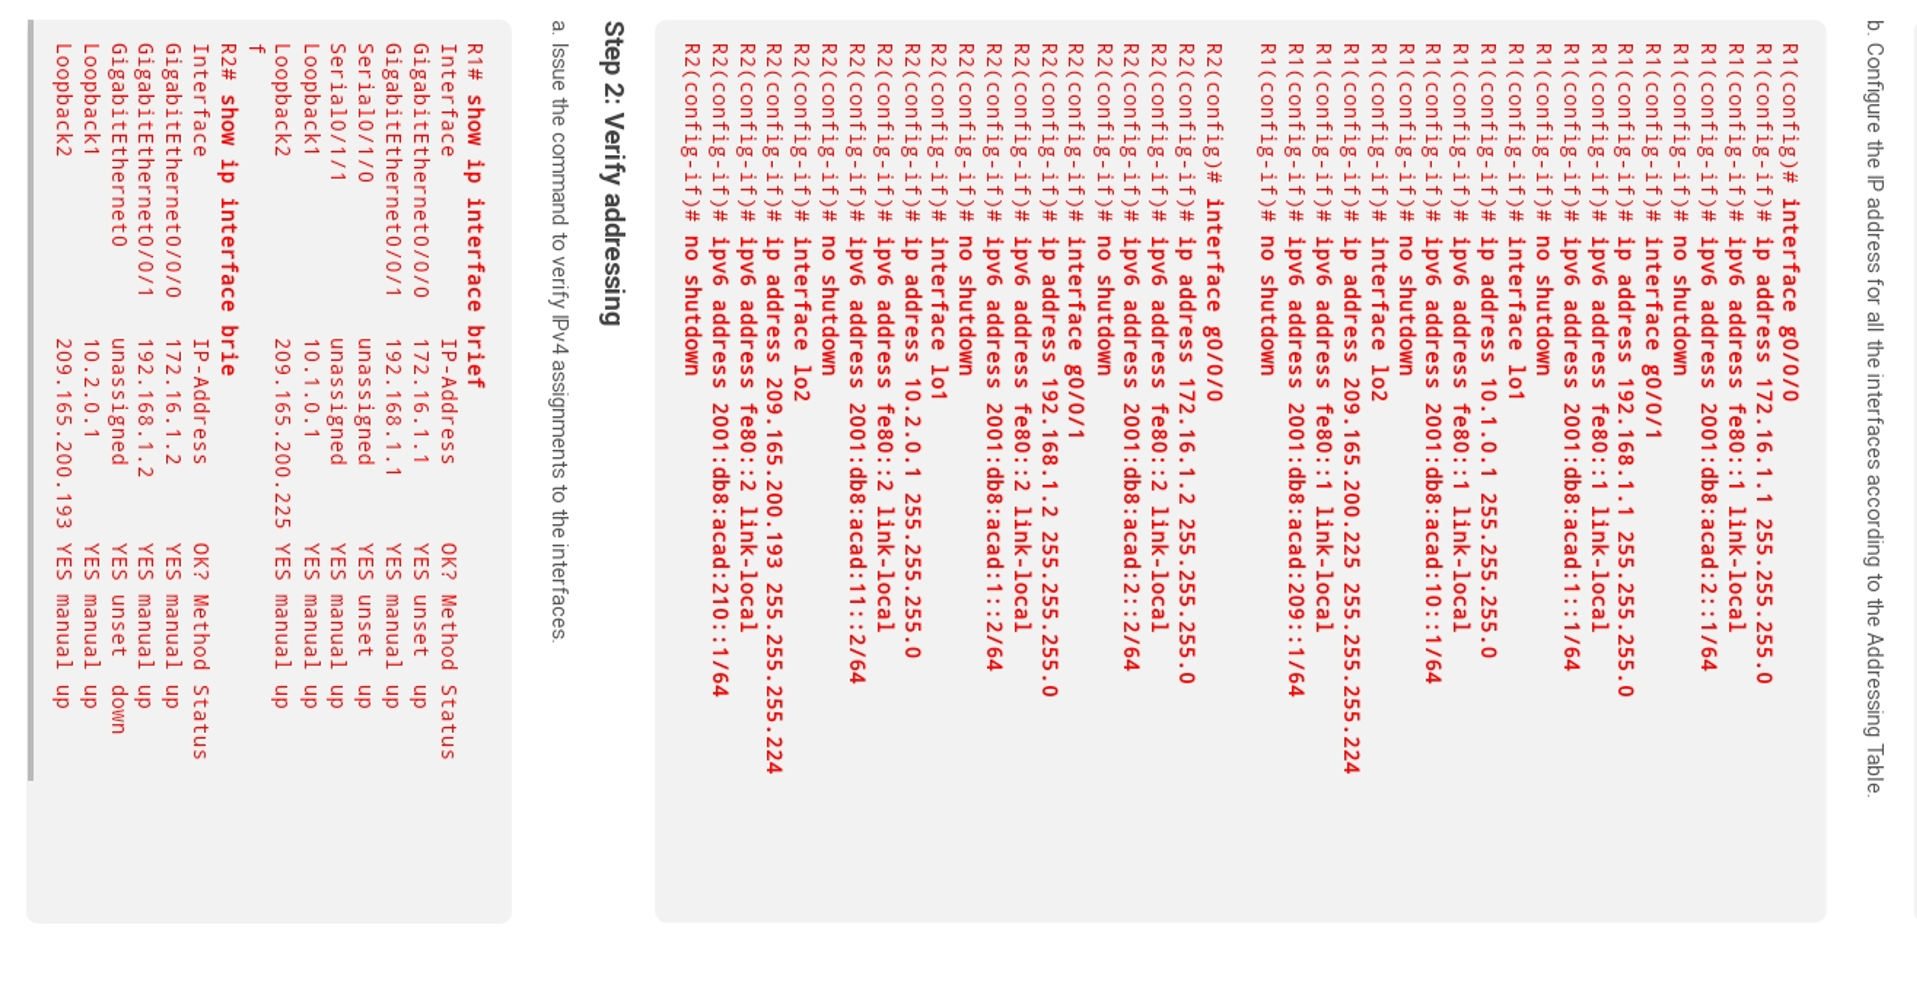 b. Configure the IP address for all the interfaces according to the Addressing Table.
R1(config)# interface g0/0/0
R1(config-if)# ip address 172.16.1.1 255.255.255.0
R1(config-if)# ipv6 address fe80::1 link-local
R1(config-if)# ipv6 address 2001:db8:acad:2::1/64
R1(config-if)# no shutdown
R1(config-if)# interface g0/0/1
R1(config-if)# ip address 192.168.1.1 255.255.255.0
R1(config-if)# ipv6 address fe80::1 link-local
R1(config-if)# ipv6 address 2001:db8:acad:1::1/64
R1(config-if)# no shutdown
R1(config-if)# interface lo1
R1(config-if)# ip address 10.1.0.1 255.255.255.0
R1(config-if)# ipv6 address fe80::1 link-local
R1(config-if)# ipv6 address 2001:db8:acad:10::1/64
R1(config-if)# no shutdown
R1(config-if)# interface lo2
R1(config-if)# ip address 209.165.200.225 255.255.255.224
R1(config-if)# ipv6 address fe80::1 link-local
R1(config-if)# ipv6 address 2001:db8:acad:209::1/64
R1(config-if)# no shutdown
R2(config)# interface g0/0/0
R2(config-if)# ip address 172.16.1.2 255.255.255.0
R2(config-if)# ipv6 address fe80::2 link-local
R2(config-if)# ipv6 address 2001:db8:acad:2::2/64
R2(config-if)# no shutdown
R2(config-if)# interface g0/0/1
R2(config-if)# ip address 192.168.1.2 255.255.255.0
R2(config-if)# ipv6 address fe80::2 link-local
R2(config-if)# ipv6 address 2001:db8:acad:1::2/64
R2(config-if)# no shutdown
R2(config-if)# interface lo1
R2(config-if)# ip address 10.2.0.1 255.255.255.0
R2(config-if)# ipv6 address fe80::2 link-local
R2(config-if)# ipv6 address 2001:db8:acad:11::2/64
R2(config-if)# no shutdown
R2(config-if)# interface lo2
R2(config-if)# ip address 209.165.200.193 255.255.255.224
R2(config-if)# ipv6 address fe80::2 link-local
R2(config-if)# ipv6 address 2001:db8:acad:210::1/64
R2(config-if)# no shutdown
Step 2: Verify addressing
a. Issue the command to verify IPv4 assignments to the interfaces.
R1# show ip interface brief
Interface IP-Address OK? Method Status
GigabitEthernet0/0/0 172.16.1.1 YES unset up
GigabitEthernet0/0/1 192.168.1.1 YES manual up
Serial0/1/0 unassigned YES unset up
Serial0/1/1 unassigned YES manual up
Loopback1 10.1.0.1 YES manual up
Loopback2 209.165.200.225 YES manual up
f
R2# show ip interface brie
Interface IP-Address OK? Method Status
GigabitEthernet0/0/0 172.16.1.2 YES manual up
GigabitEthernet0/0/1 192.168.1.2 YES manual up
GigabitEthernet0 unassigned YES unset down
Loopback1 10.2.0.1 YES manual up
Loopback2 209.165.200.193 YES manual up